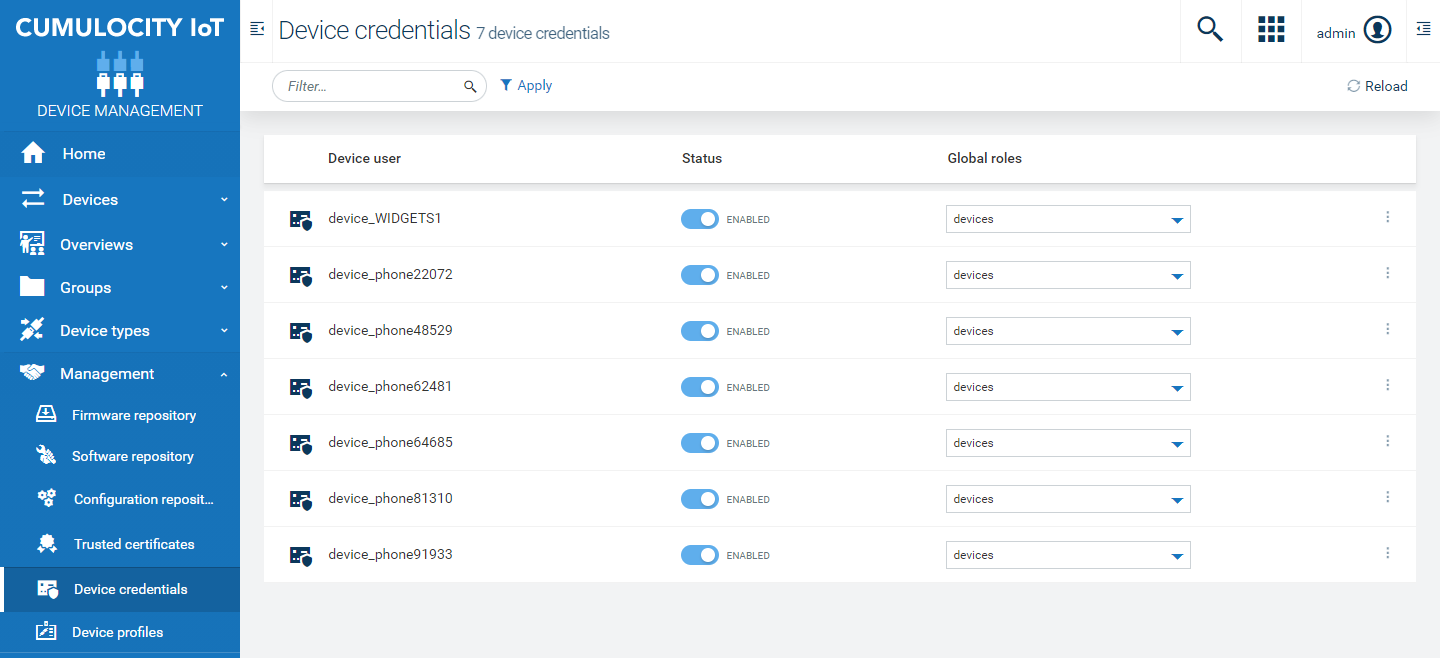 CUMULOCITY IoT
DEVICE MANAGEMENT
Home
Devices
Overviews
Groups
Device types
Management
Firmware repository
Software repository
Configuration reposit...
Trusted certificates
Device credentials
Device profiles
Device credentials 7 device credentials
admin
Filter... Apply Reload
Device user Status Global roles
device_WIDGETS1 ENABLED devices
device_phone22072 ENABLED devices
device_phone48529 ENABLED devices
device_phone62481 ENABLED devices
device_phone64685 ENABLED devices
device_phone81310 ENABLED devices
device_phone91933 ENABLED devices